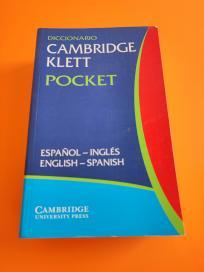 DICCIONARIO
CAMBRIDGE
KLETT
POCKET
ESPAÑOL – INGLÉS
ENGLISH – SPANISH
CAMBRIDGE
UNIVERSITY PRESS